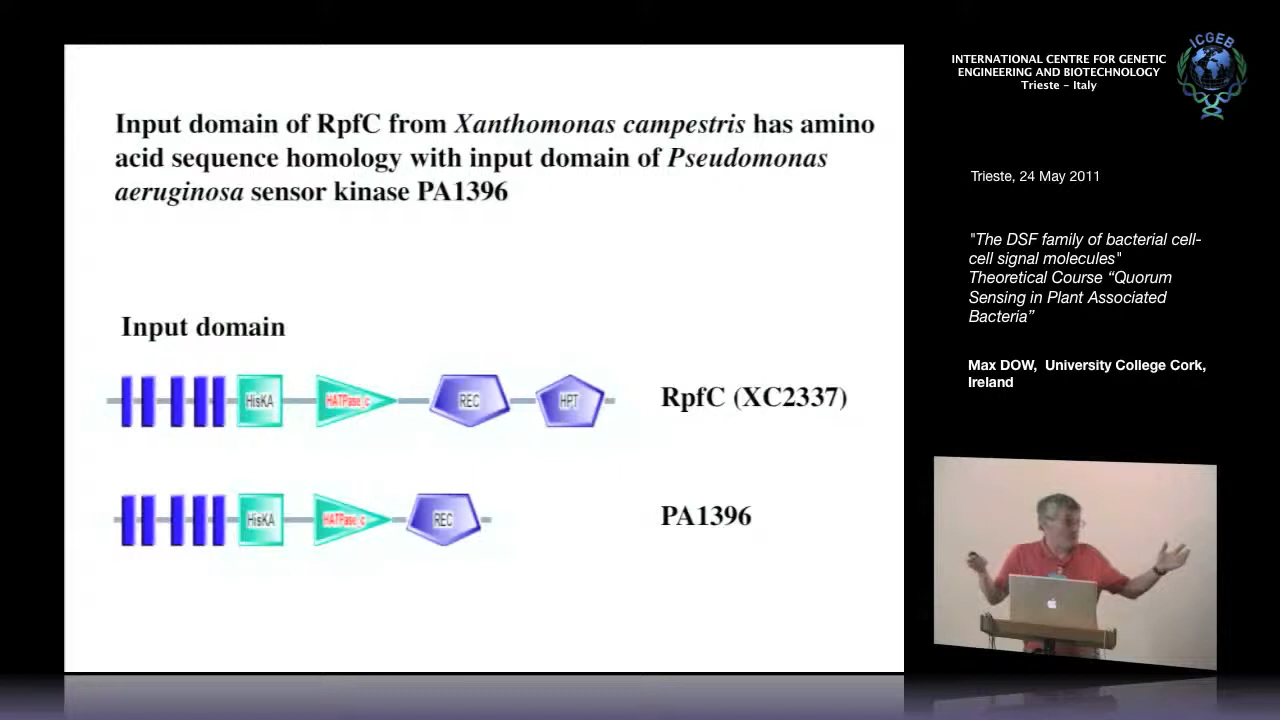 Input domain of RpfC from Xanthomonas campestris has amino
acid sequence homology with input domain of Pseudomonas
aeruginosa sensor kinase PA1396
Input domain
HisKA HATPase_c REC HPT RpfC (XC2337)
HisKA HATPase_c REC PA1396
INTERNATIONAL CENTRE FOR GENETIC
ENGINEERING AND BIOTECHNOLOGY
Trieste - Italy
ICGEB
Trieste, 24 May 2011
"The DSF family of bacterial cell-
cell signal molecules"
Theoretical Course “Quorum
Sensing in Plant Associated
Bacteria”
Max DOW, University College Cork,
Ireland